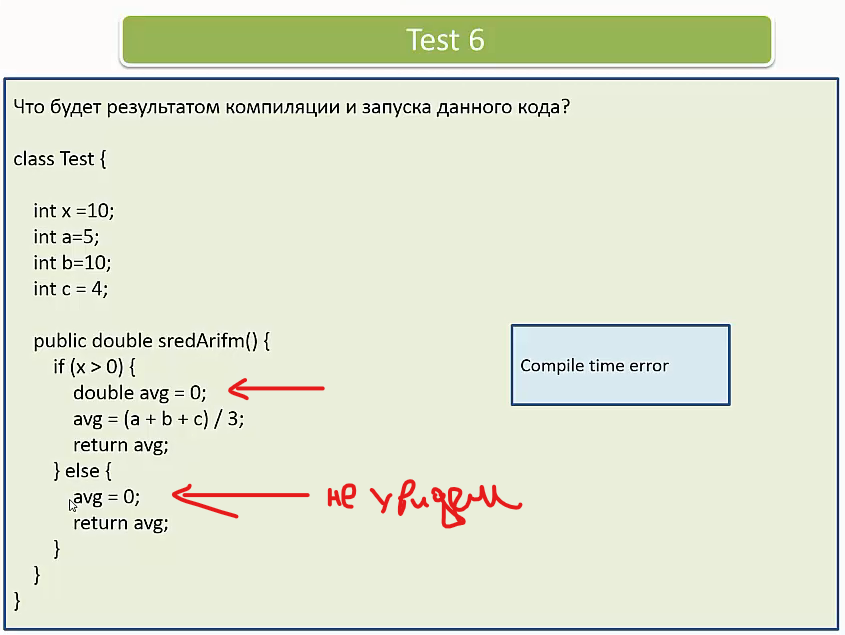 Test 6
Что будет результатом компиляции и запуска данного кода?
class Test {
int x =10;
int a=5;
int b=10;
int c = 4;
public double sredArifm() {
if (x > 0) {
double avg = 0;
avg = (a + b + c) / 3;
return avg;
} else {
avg = 0;
return avg;
}
}
}
Compile time error
не увидем